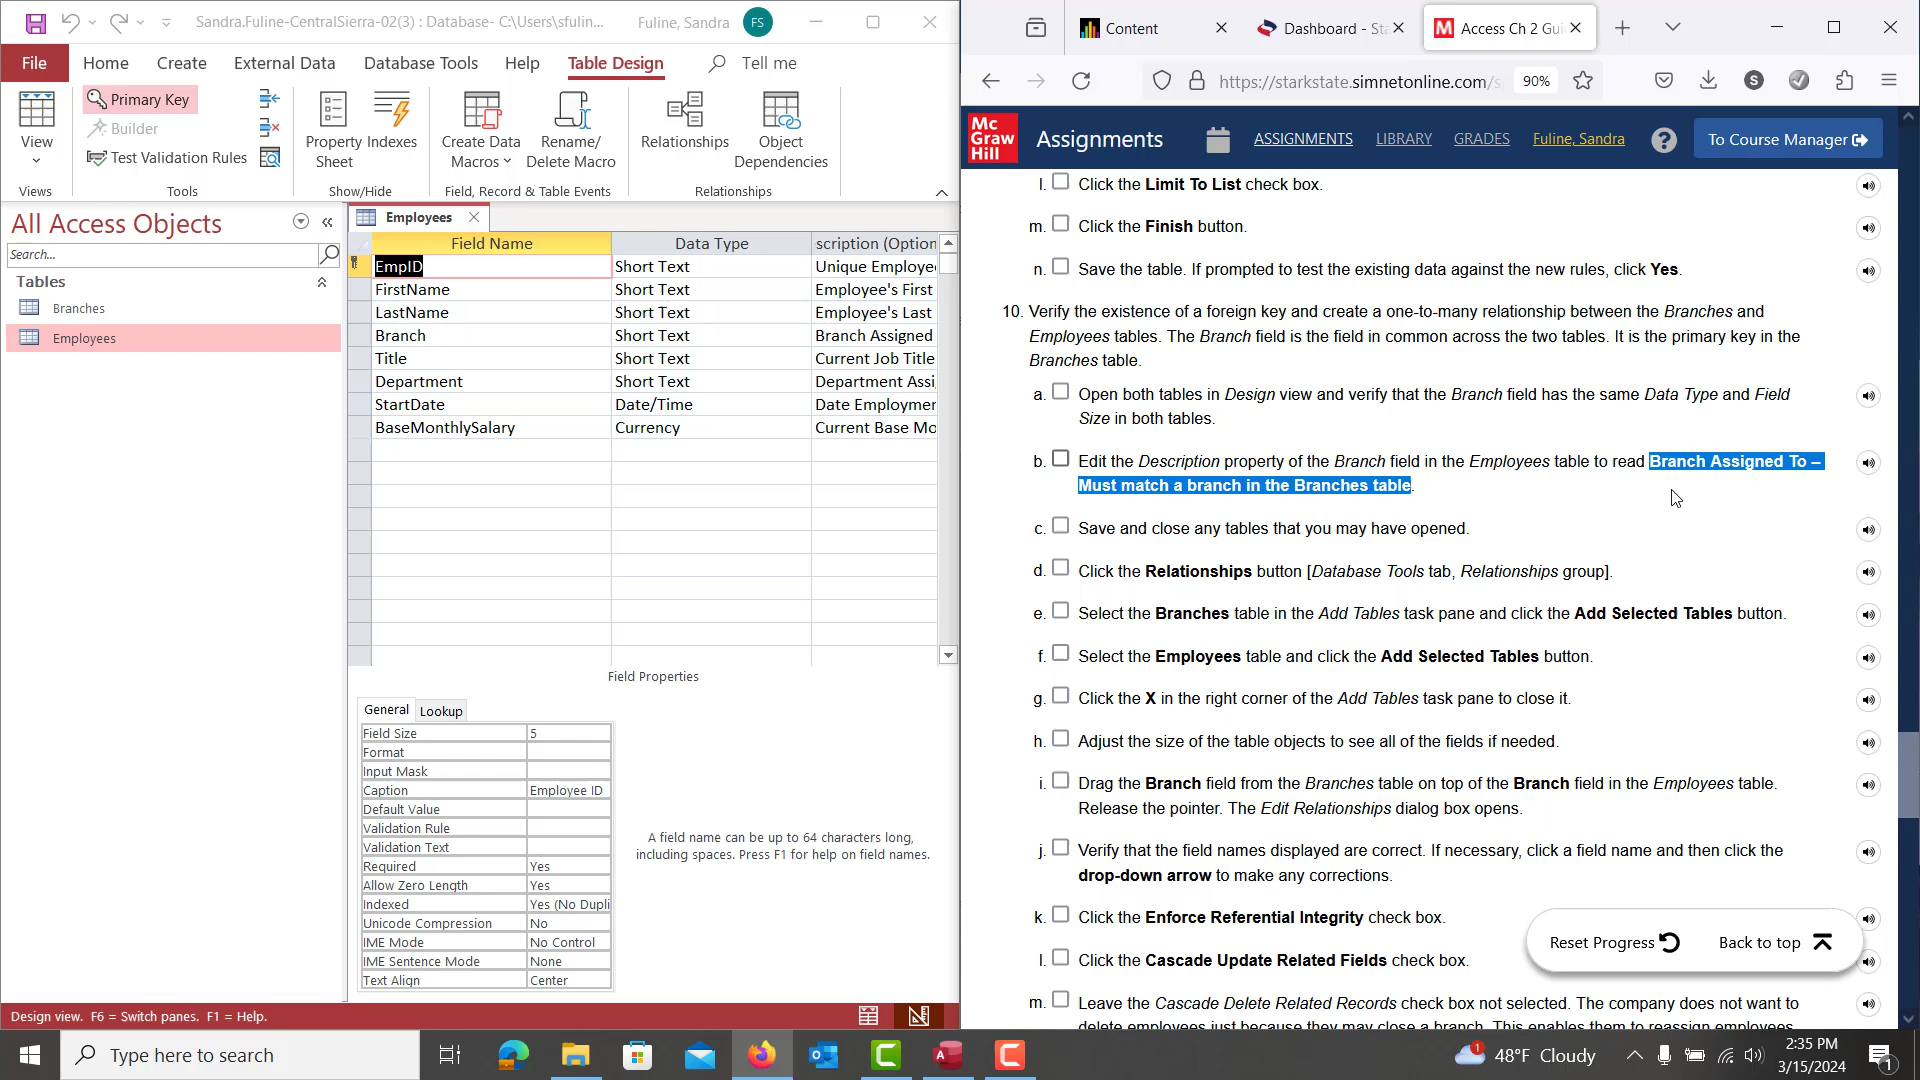 Sandra.Fuline-CentralSierra-02(3) : Database- C:\Users\sfulin...
Fuline, Sandra
FS
File
Home
Create
External Data
Database Tools
Help
Table Design
Tell me
View
Primary Key
Builder
Test Validation Rules
Property Sheet
Indexes
Create Data Macros
Rename/ Delete Macro
Relationships
Object Dependencies
Views
Tools
Show/Hide
Field, Record & Table Events
Relationships
All Access Objects
Search...
Tables
Branches
Employees
Employees
Field Name Data Type scription (Option
EmpID Short Text Unique Employe
FirstName Short Text Employee's First
LastName Short Text Employee's Last
Branch Short Text Branch Assigned
Title Short Text Current Job Title
Department Short Text Department Assi
StartDate Date/Time Date Employmer
BaseMonthlySalary Currency Current Base Mo
Field Properties
General Lookup
Field Size 5
Format
Input Mask
Caption Employee ID
Default Value
Validation Rule
Validation Text
Required Yes
Allow Zero Length Yes
Indexed Yes (No Dupli
Unicode Compression No
IME Mode No Control
IME Sentence Mode None
Text Align Center
A field name can be up to 64 characters long,
including spaces. Press F1 for help on field names.
Design view. F6 = Switch panes. F1 = Help.
Content
Dashboard - Sta
Access Ch 2 Gui
https://starkstate.simnetonline.com/s
90%
S
Mc
Graw
Hill
Assignments
ASSIGNMENTS
LIBRARY
GRADES
Fuline, Sandra
?
To Course Manager
l. Click the Limit To List check box.
m. Click the Finish button.
n. Save the table. If prompted to test the existing data against the new rules, click Yes.
10. Verify the existence of a foreign key and create a one-to-many relationship between the Branches and
Employees tables. The Branch field is the field in common across the two tables. It is the primary key in the
Branches table.
a. Open both tables in Design view and verify that the Branch field has the same Data Type and Field
Size in both tables.
b. Edit the Description property of the Branch field in the Employees table to read Branch Assigned To –
Must match a branch in the Branches table.
c. Save and close any tables that you may have opened.
d. Click the Relationships button [Database Tools tab, Relationships group].
e. Select the Branches table in the Add Tables task pane and click the Add Selected Tables button.
f. Select the Employees table and click the Add Selected Tables button.
g. Click the X in the right corner of the Add Tables task pane to close it.
h. Adjust the size of the table objects to see all of the fields if needed.
i. Drag the Branch field from the Branches table on top of the Branch field in the Employees table.
Release the pointer. The Edit Relationships dialog box opens.
j. Verify that the field names displayed are correct. If necessary, click a field name and then click the
drop-down arrow to make any corrections.
k. Click the Enforce Referential Integrity check box.
l. Click the Cascade Update Related Fields check box.
m. Leave the Cascade Delete Related Records check box not selected. The company does not want to
delete employees just because they may close a branch. This enables them to reassign employees
Reset Progress
Back to top
Type here to search
1
48°F Cloudy
2:35 PM
3/15/2024
1